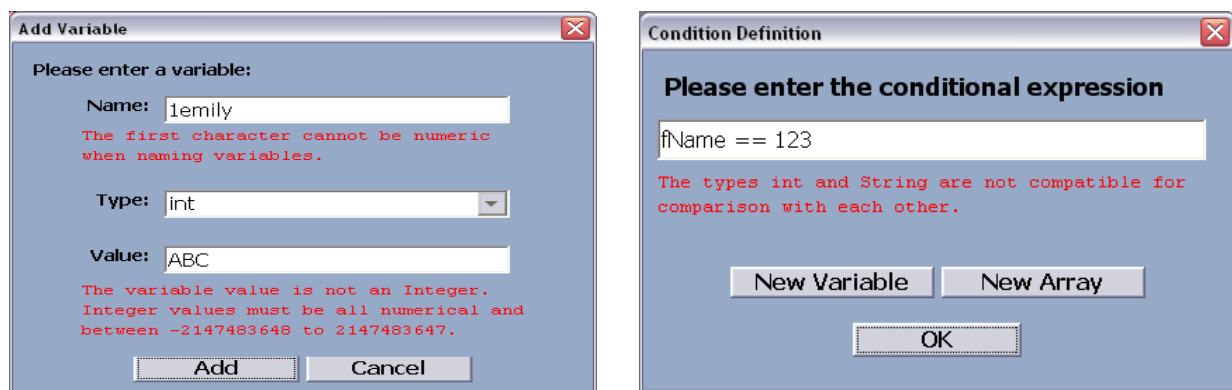 Add Variable
Please enter a variable:
Name: 1emily
The first character cannot be numeric
when naming variables.
Type: int
Value: ABC
The variable value is not an Integer.
Integer values must be all numerical and
between -2147483648 to 2147483647.
Add Cancel
Condition Definition
Please enter the conditional expression
fName == 123
The types int and String are not compatible for
comparison with each other.
New Variable New Array
OK